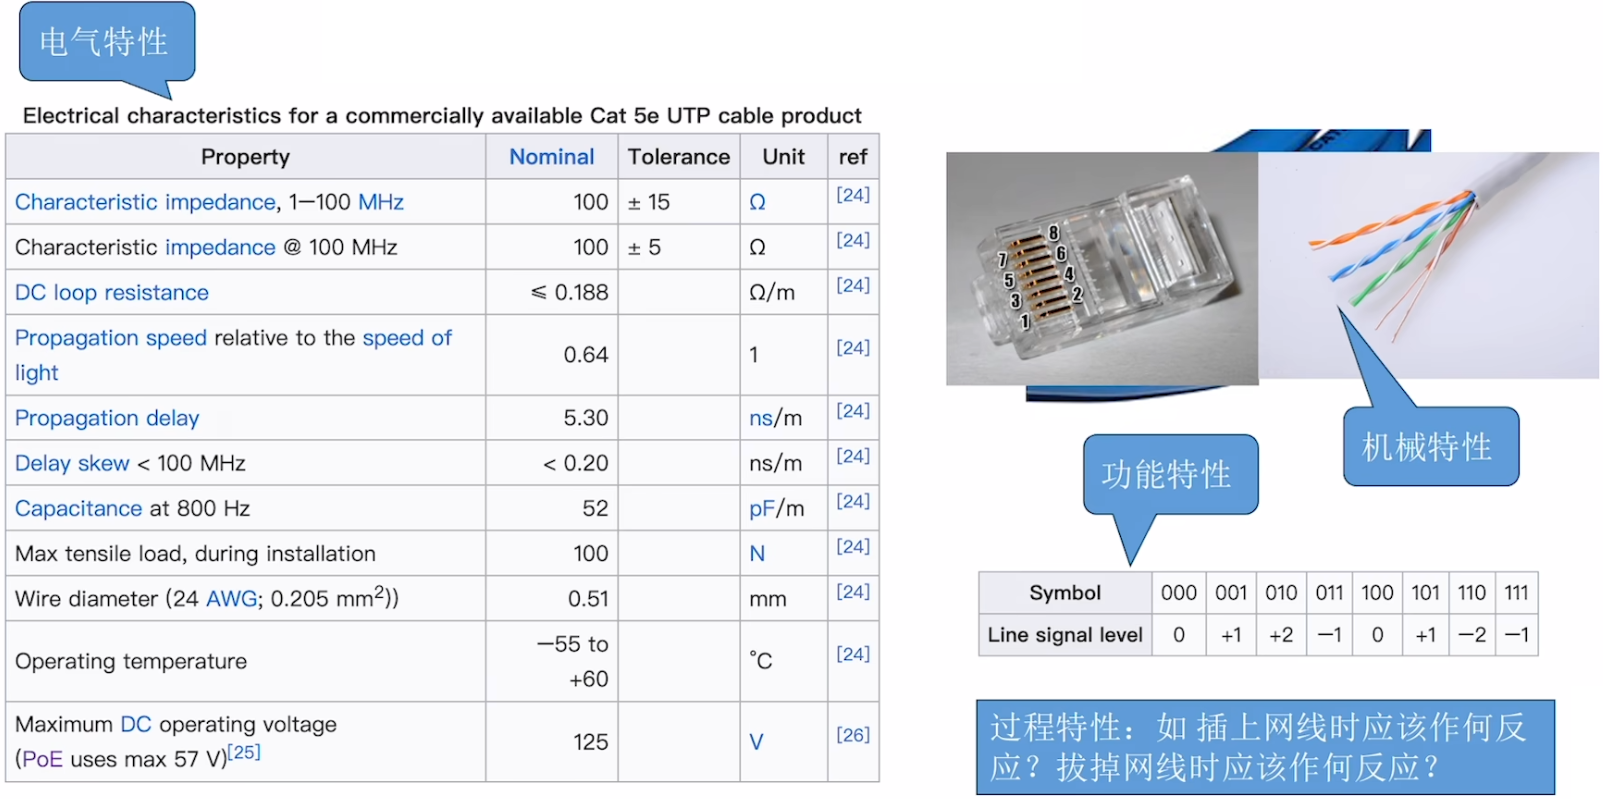 电气特性
Electrical characteristics for a commercially available Cat 5e UTP cable product
Property Nominal Tolerance Unit ref
Characteristic impedance, 1–100 MHz 100 ± 15 Ω [24]
Characteristic impedance @ 100 MHz 100 ± 5 Ω [24]
DC loop resistance ≤ 0.188 Ω/m [24]
Propagation speed relative to the speed of
light 0.64 1 [24]
Propagation delay 5.30 ns/m [24]
Delay skew < 100 MHz < 0.20 ns/m [24]
Capacitance at 800 Hz 52 pF/m [24]
Max tensile load, during installation 100 N [24]
Wire diameter (24 AWG; 0.205 mm²)) 0.51 mm [24]
Operating temperature −55 to
+60 °C [24]
Maximum DC operating voltage
(PoE uses max 57 V)[25] 125 V [26]
CAT
8
7 6
5 4
3 2
1
机械特性
功能特性
Symbol 000 001 010 011 100 101 110 111
Line signal level 0 +1 +2 −1 0 +1 −2 −1
过程特性：如 插上网线时应该作何反
应？拔掉网线时应该作何反应？